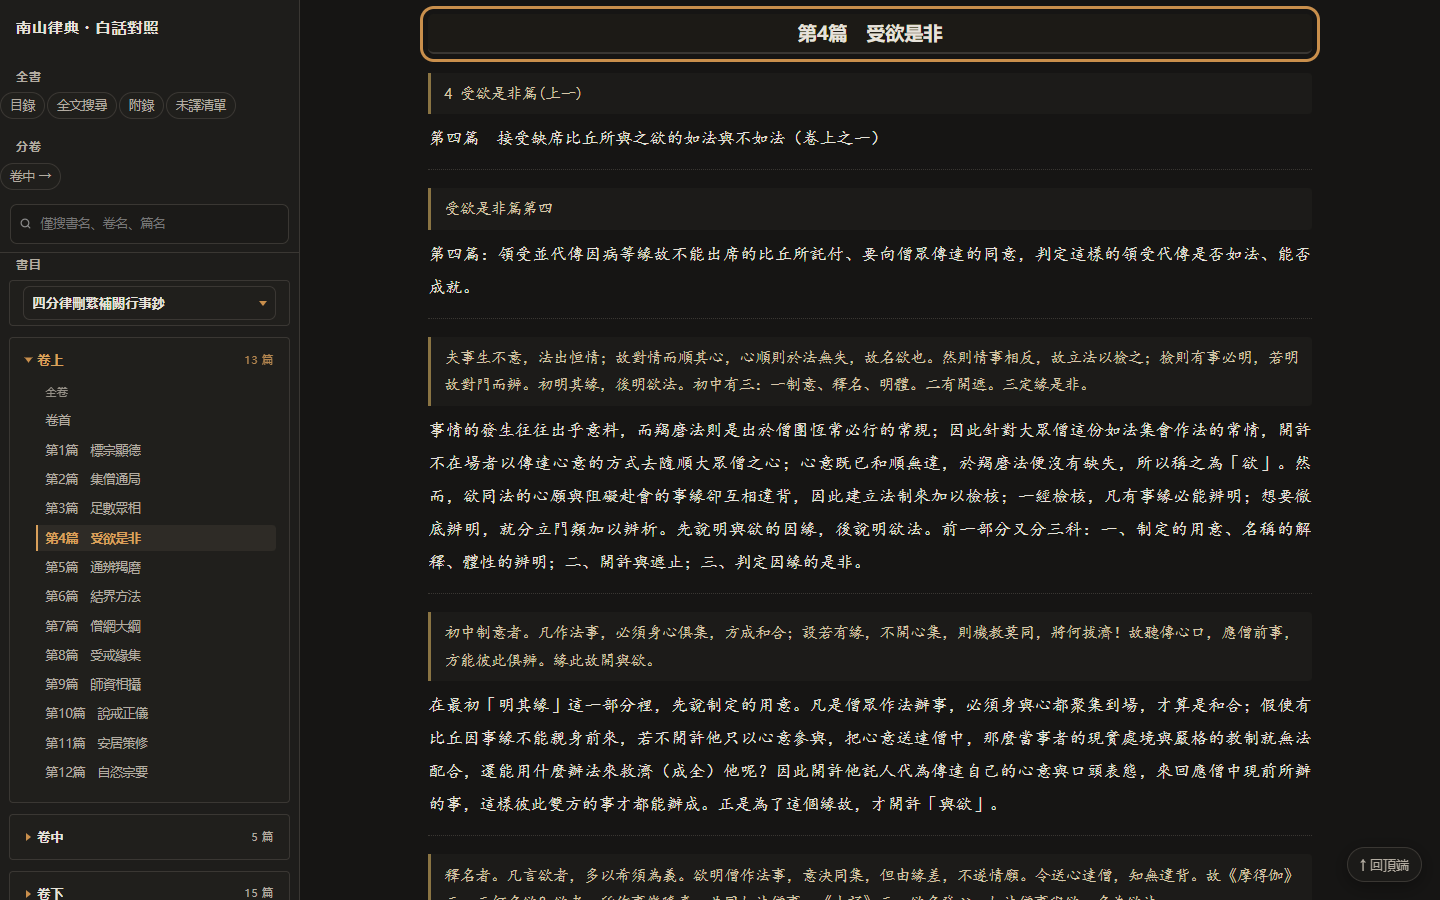 南山律典・白話對照
全書
目錄
全文搜尋
附錄
未譯清單
分卷
卷中 →
僅搜書名、卷名、篇名
書目
四分律刪繁補闕行事鈔
卷上 13 篇
全卷
卷首
第1篇　標宗顯德
第2篇　集僧通局
第3篇　足數眾相
第4篇　受欲是非
第5篇　通辨羯磨
第6篇　結界方法
第7篇　僧網大綱
第8篇　受戒緣集
第9篇　師資相攝
第10篇　說戒正儀
第11篇　安居策修
第12篇　自恣宗要
卷中 5 篇
卷下 15 篇
第4篇　受欲是非
4 受欲是非篇(上一)
第四篇　接受缺席比丘所與之欲的如法與不如法（卷上之一）
受欲是非篇第四
第四篇：領受並代傳因病等緣故不能出席的比丘所託付、要向僧眾傳達的同意，判定這樣的領受代傳是否如法、能否
成就。
夫事生不意，法出恒情；故對情而順其心，心順則於法無失，故名欲也。然則情事相反，故立法以檢之；檢則有事必明，若明
故對門而辨。初明其緣，後明欲法。初中有三：一制意、釋名、明體。二有開遮。三定緣是非。
事情的發生往往出乎意料，而羯磨法則是出於僧團恆常必行的常規；因此針對大眾僧這份如法集會作法的常情，開許
不在場者以傳達心意的方式去隨順大眾僧之心；心意既已和順無違，於羯磨法便沒有缺失，所以稱之為「欲」。然
而，欲同法的心願與阻礙赴會的事緣卻互相違背，因此建立法制來加以檢核；一經檢核，凡有事緣必能辨明；想要徹
底辨明，就分立門類加以辨析。先說明與欲的因緣，後說明欲法。前一部分又分三科：一、制定的用意、名稱的解
釋、體性的辨明；二、開許與遮止；三、判定因緣的是非。
初中制意者。凡作法事，必須身心俱集，方成和合；設若有緣，不開心集，則機教莫同，將何拔濟！故聽傳心口，應僧前事，
方能彼此俱辨。緣此故開與欲。
在最初「明其緣」這一部分裡，先說制定的用意。凡是僧眾作法辦事，必須身與心都聚集到場，才算是和合；假使有
比丘因事緣不能親身前來，若不開許他只以心意參與，把心意送達僧中，那麼當事者的現實處境與嚴格的教制就無法
配合，還能用什麼辦法來救濟（成全）他呢？因此開許他託人代為傳達自己的心意與口頭表態，來回應僧中現前所辦
的事，這樣彼此雙方的事才都能辦成。正是為了這個緣故，才開許「與欲」。
釋名者。凡言欲者，多以希須為義。欲明僧作法事，意決同集，但由緣差，不遂情願。令送心達僧，知無違背。故《摩得伽》
↑ 回頂端